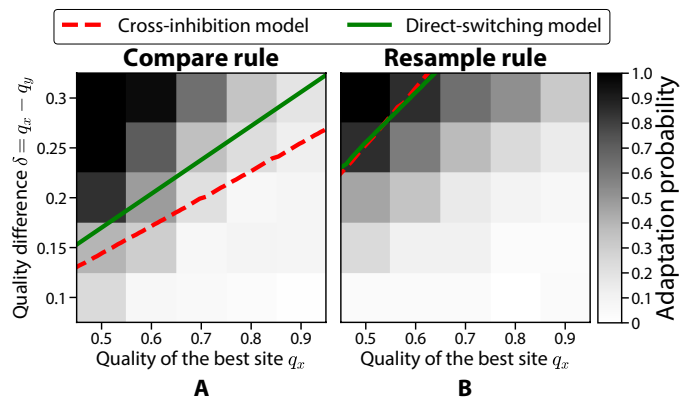 Cross-inhibition model
Direct-switching model
Compare rule
Resample rule
Quality difference δ = q_x − q_y
0.3
0.25
0.2
0.15
0.1
0.5 0.6 0.7 0.8 0.9
Quality of the best site q_x
A
0.5 0.6 0.7 0.8 0.9
Quality of the best site q_x
B
1.0
0.9
0.8
0.7
0.6
0.5
0.4
0.3
0.2
0.1
0
Adaptation probability